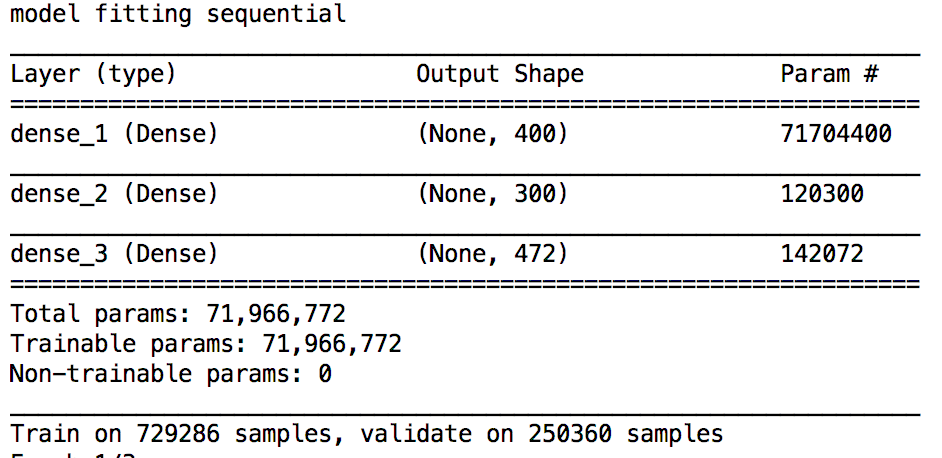 model fitting sequential
Layer (type) Output Shape Param #
dense_1 (Dense) (None, 400) 71704400
dense_2 (Dense) (None, 300) 120300
dense_3 (Dense) (None, 472) 142072
Total params: 71,966,772
Trainable params: 71,966,772
Non-trainable params: 0
Train on 729286 samples, validate on 250360 samples